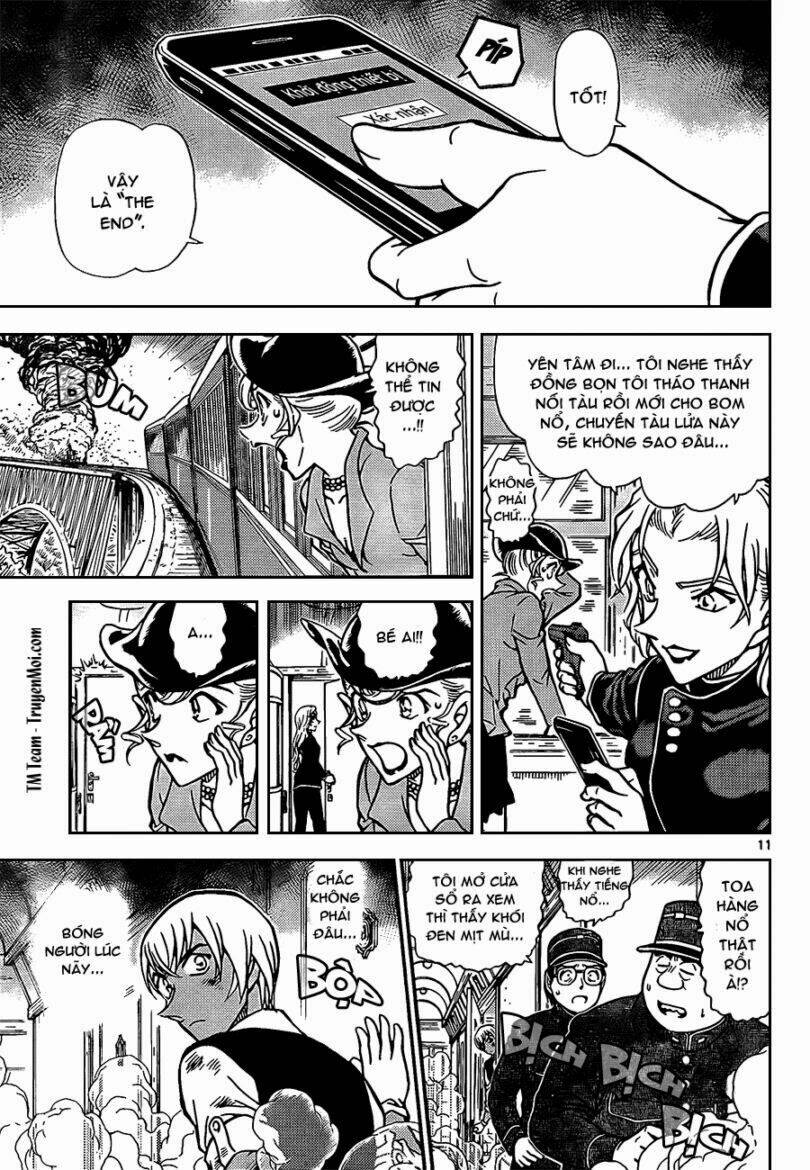 PÍP
TỐT!
Khởi động thiết bị
Xác nhận
VẬY
LÀ "THE
END".
YÊN TÂM ĐI... TÔI NGHE THẤY
ĐỒNG BỌN TÔI THÁO THANH
NỐI TÀU RỒI MỚI CHO BOM
NỔ, CHUYẾN TÀU LỬA NÀY
SẼ KHÔNG SAO ĐÂU...
KHÔNG
PHẢI
CHỨ...
KHÔNG
THỂ TIN
ĐƯỢC
...!!
BÙM
BÉ AI!!
A...
RẦM
TM Team - TruyenMoi.com
11
TOA
HÀNG
NỔ
THẬT
RỒI
À!?
KHI NGHE
THẤY TIẾNG
NỔ...
TÔI MỞ CỬA
SỔ RA XEM
THÌ THẤY KHÓI
ĐEN MỊT MÙ...
BỊCH BỊCH BỊCH
CHẮC
KHÔNG
PHẢI
ĐÂU...
BỘP
BÓNG
NGƯỜI LÚC
NÃY...